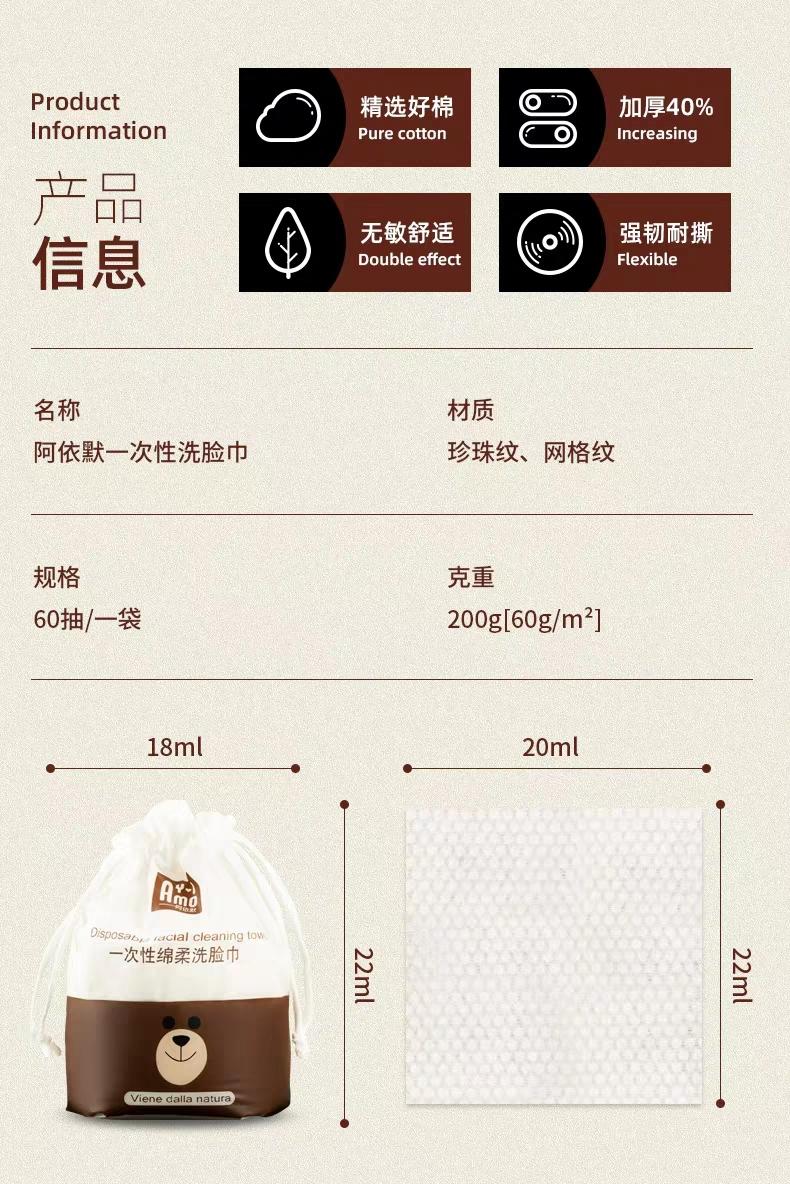 Product
Information
产品
信息
精选好棉
Pure cotton
加厚40%
Increasing
无敏舒适
Double effect
强韧耐撕
Flexible
名称
阿依默一次性洗脸巾
材质
珍珠纹、网格纹
规格
60抽/一袋
克重
200g[60g/m²]
18ml
20ml
Amo
facial cleaning
一次性绵柔洗脸巾
Viene dalla natura
22ml
22ml